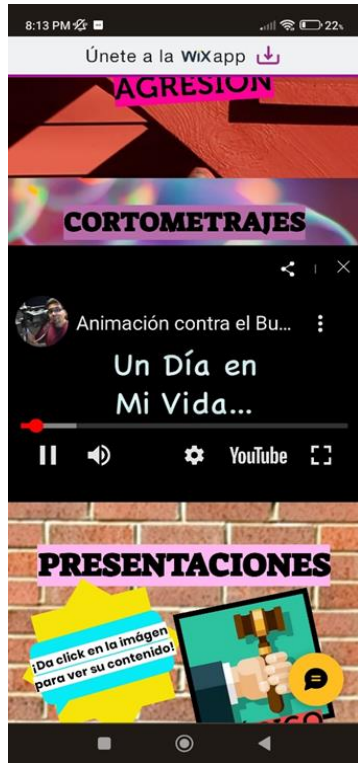 8:13 PM 22%
Únete a la WiXapp
AGRESIÓN
CORTOMETRAJES
Animación contra el Bu...
Un Día en
Mi Vida...
YouTube
PRESENTACIONES
¡Da click en la imágen
para ver su contenido!